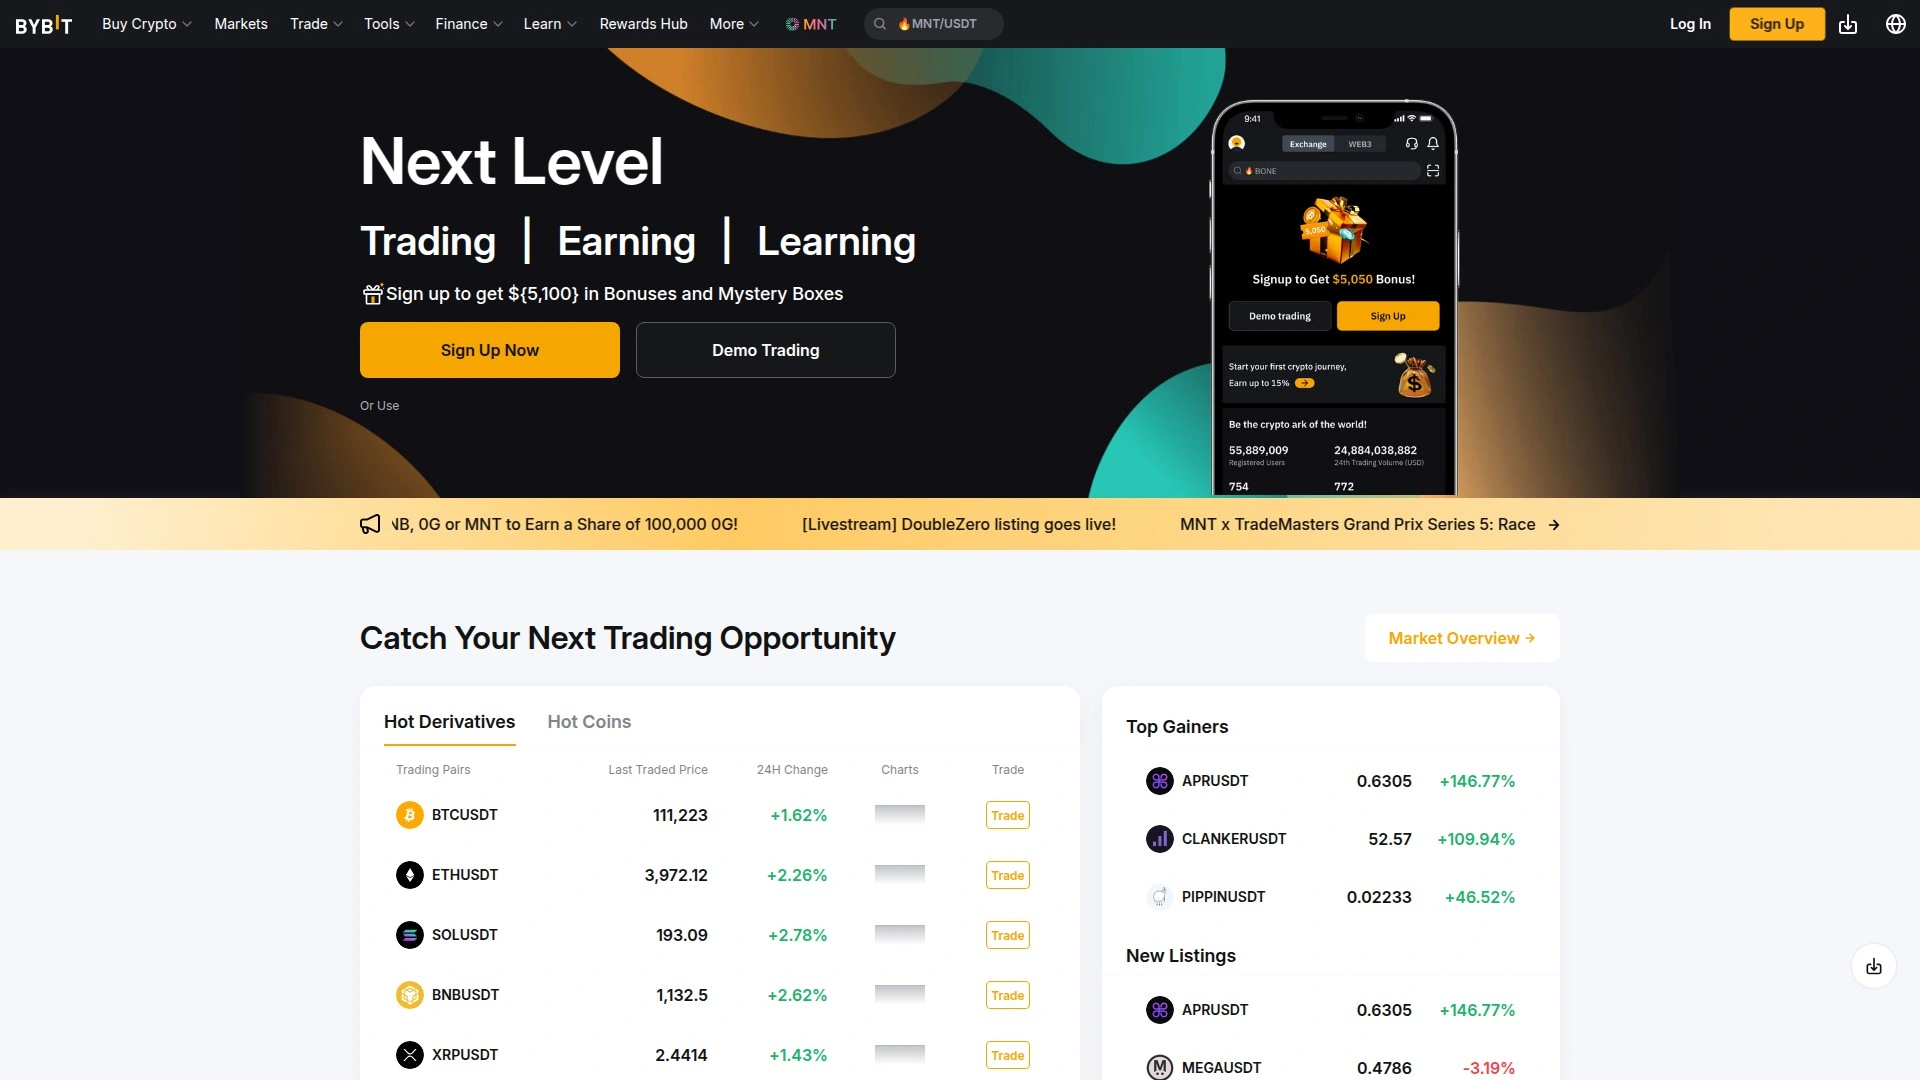 BYBIT
Buy Crypto
Markets
Trade
Tools
Finance
Learn
Rewards Hub
More
MNT
MNT/USDT
Log In
Sign Up
Next Level
Trading | Earning | Learning
Sign up to get ${5,100} in Bonuses and Mystery Boxes
Sign Up Now
Demo Trading
Or Use
9:41
Exchange
WEB3
BONE
5,050
Signup to Get $5,050 Bonus!
Demo trading
Sign Up
Start your first crypto journey,
Earn up to 15%
Be the crypto ark of the world!
55,889,009
24,884,038,882
Registered Users
24th Trading Volume (USD)
754
772
NB, 0G or MNT to Earn a Share of 100,000 0G!
[Livestream] DoubleZero listing goes live!
MNT x TradeMasters Grand Prix Series 5: Race
Catch Your Next Trading Opportunity
Market Overview
Hot Derivatives
Hot Coins
Trading Pairs
Last Traded Price
24H Change
Charts
Trade
BTCUSDT 111,223 +1.62% Trade
ETHUSDT 3,972.12 +2.26% Trade
SOLUSDT 193.09 +2.78% Trade
BNBUSDT 1,132.5 +2.62% Trade
XRPUSDT 2.4414 +1.43% Trade
Top Gainers
APRUSDT 0.6305 +146.77%
CLANKERUSDT 52.57 +109.94%
PIPPINUSDT 0.02233 +46.52%
New Listings
APRUSDT 0.6305 +146.77%
MEGAUSDT 0.4786 -3.19%